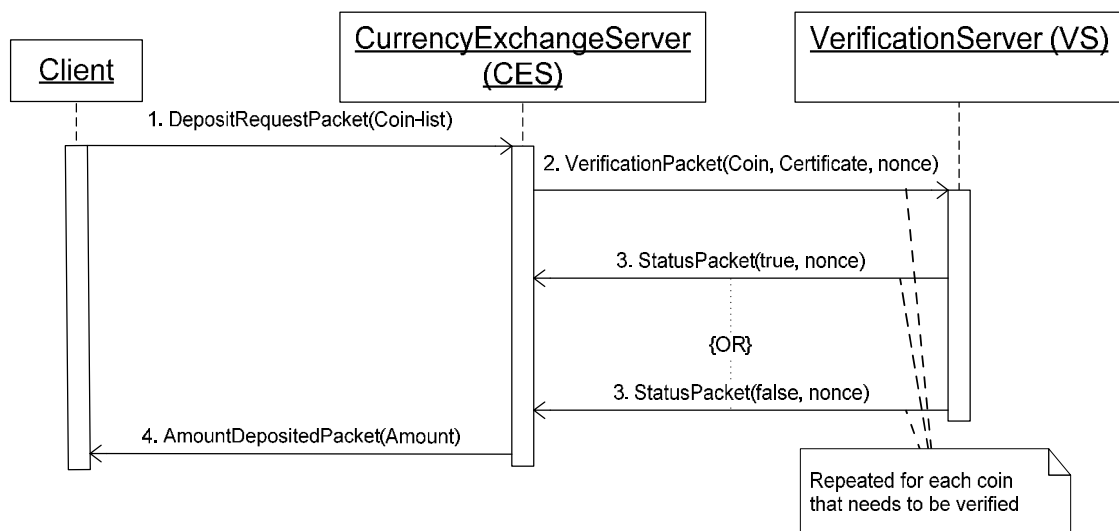 Client
CurrencyExchangeServer
(CES)
VerificationServer (VS)
1. DepositRequestPacket(Coin-list)
2. VerificationPacket(Coin, Certificate, nonce)
3. StatusPacket(true, nonce)
{OR}
3. StatusPacket(false, nonce)
4. AmountDepositedPacket(Amount)
Repeated for each coin
that needs to be verified